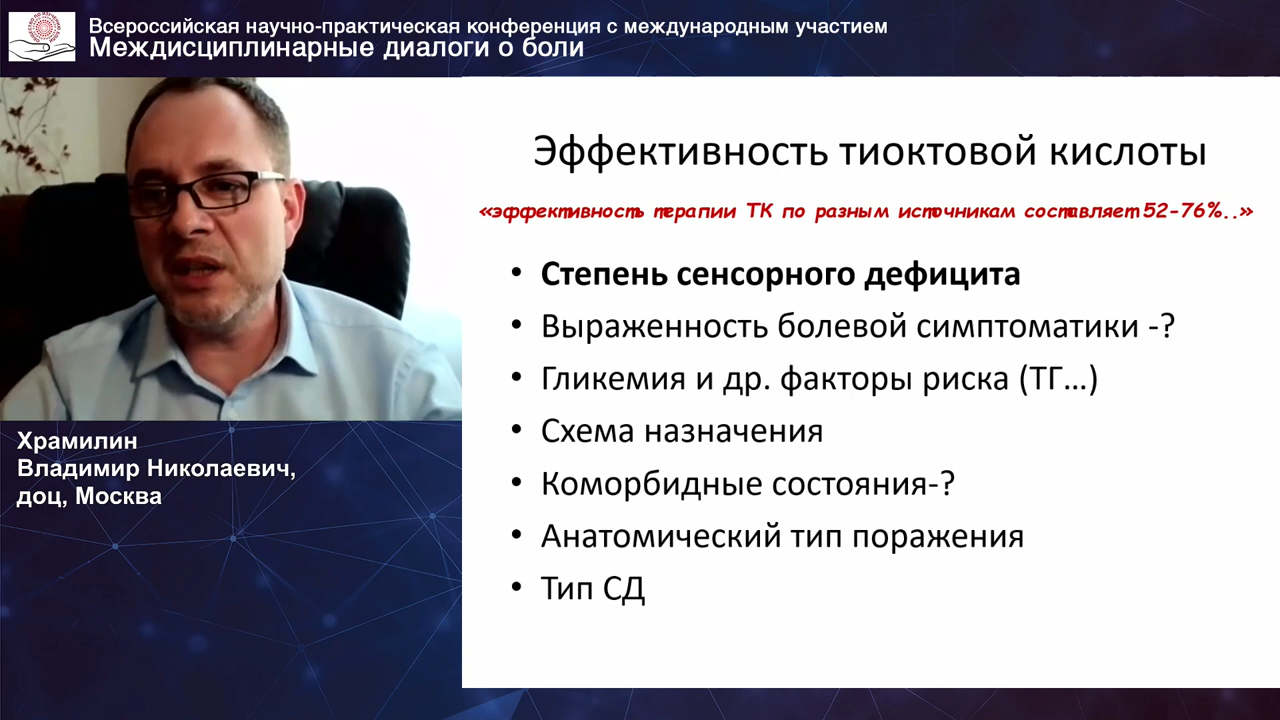 Всероссийская научно-практическая конференция с международным участием
Междисциплинарные диалоги о боли
Эффективность тиоктовой кислоты
«эффективность терапии ТК по разным источникам составляет 52-76%..»
• Степень сенсорного дефицита
• Выраженность болевой симптоматики -?
• Гликемия и др. факторы риска (ТГ...)
• Схема назначения
• Коморбидные состояния-?
• Анатомический тип поражения
• Тип СД
Храмилин
Владимир Николаевич,
доц, Москва